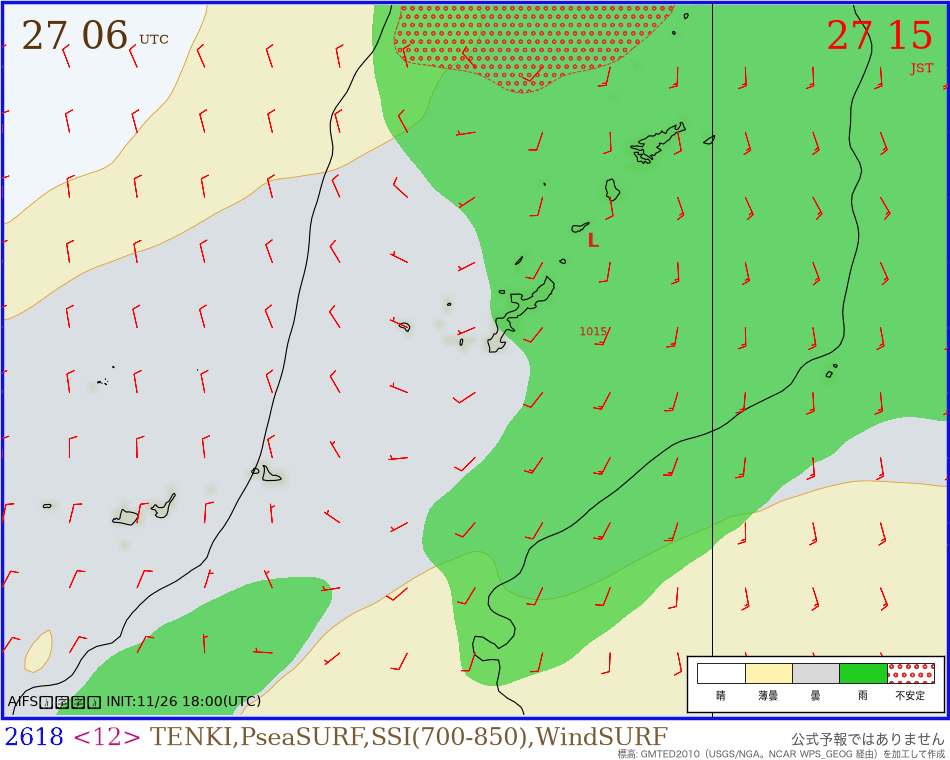 27 06 UTC
27 15
JST
L
1015
AIFS INIT:11/26 18:00(UTC)
晴 薄曇 曇 雨 不安定
2618 <12> TENKI,PseaSURF,SSI(700-850),WindSURF
公式予報ではありません
標高: GMTED2010（USGS/NGA。NCAR WPS_GEOG 経由）を加工して作成